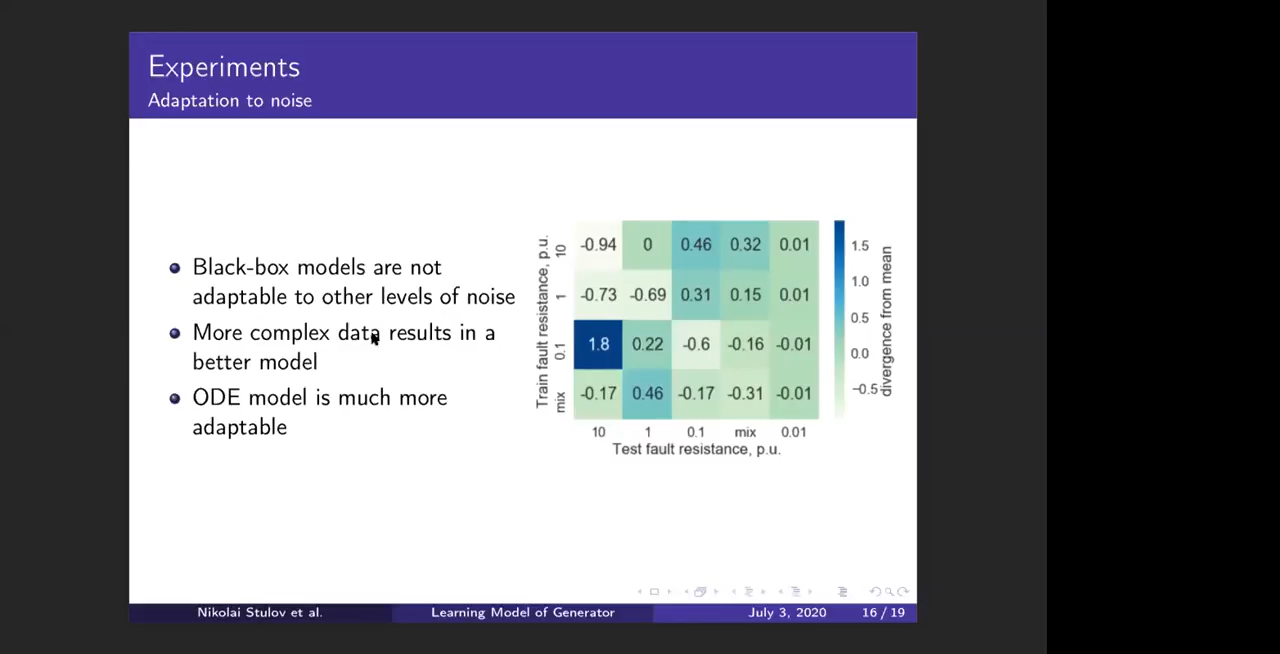 Experiments
Adaptation to noise
Black-box models are not
adaptable to other levels of noise
More complex data results in a
better model
ODE model is much more
adaptable
Train fault resistance, p.u.
10
-0.94 0 0.46 0.32 0.01
1
-0.73 -0.69 0.31 0.15 0.01
0.1
1.8 0.22 -0.6 -0.16 -0.01
mix
-0.17 0.46 -0.17 -0.31 -0.01
10 1 0.1 mix 0.01
Test fault resistance, p.u.
1.5
1.0
0.5
0.0
−0.5
divergence from mean
Nikolai Stulov et al.
Learning Model of Generator
July 3, 2020
16 / 19